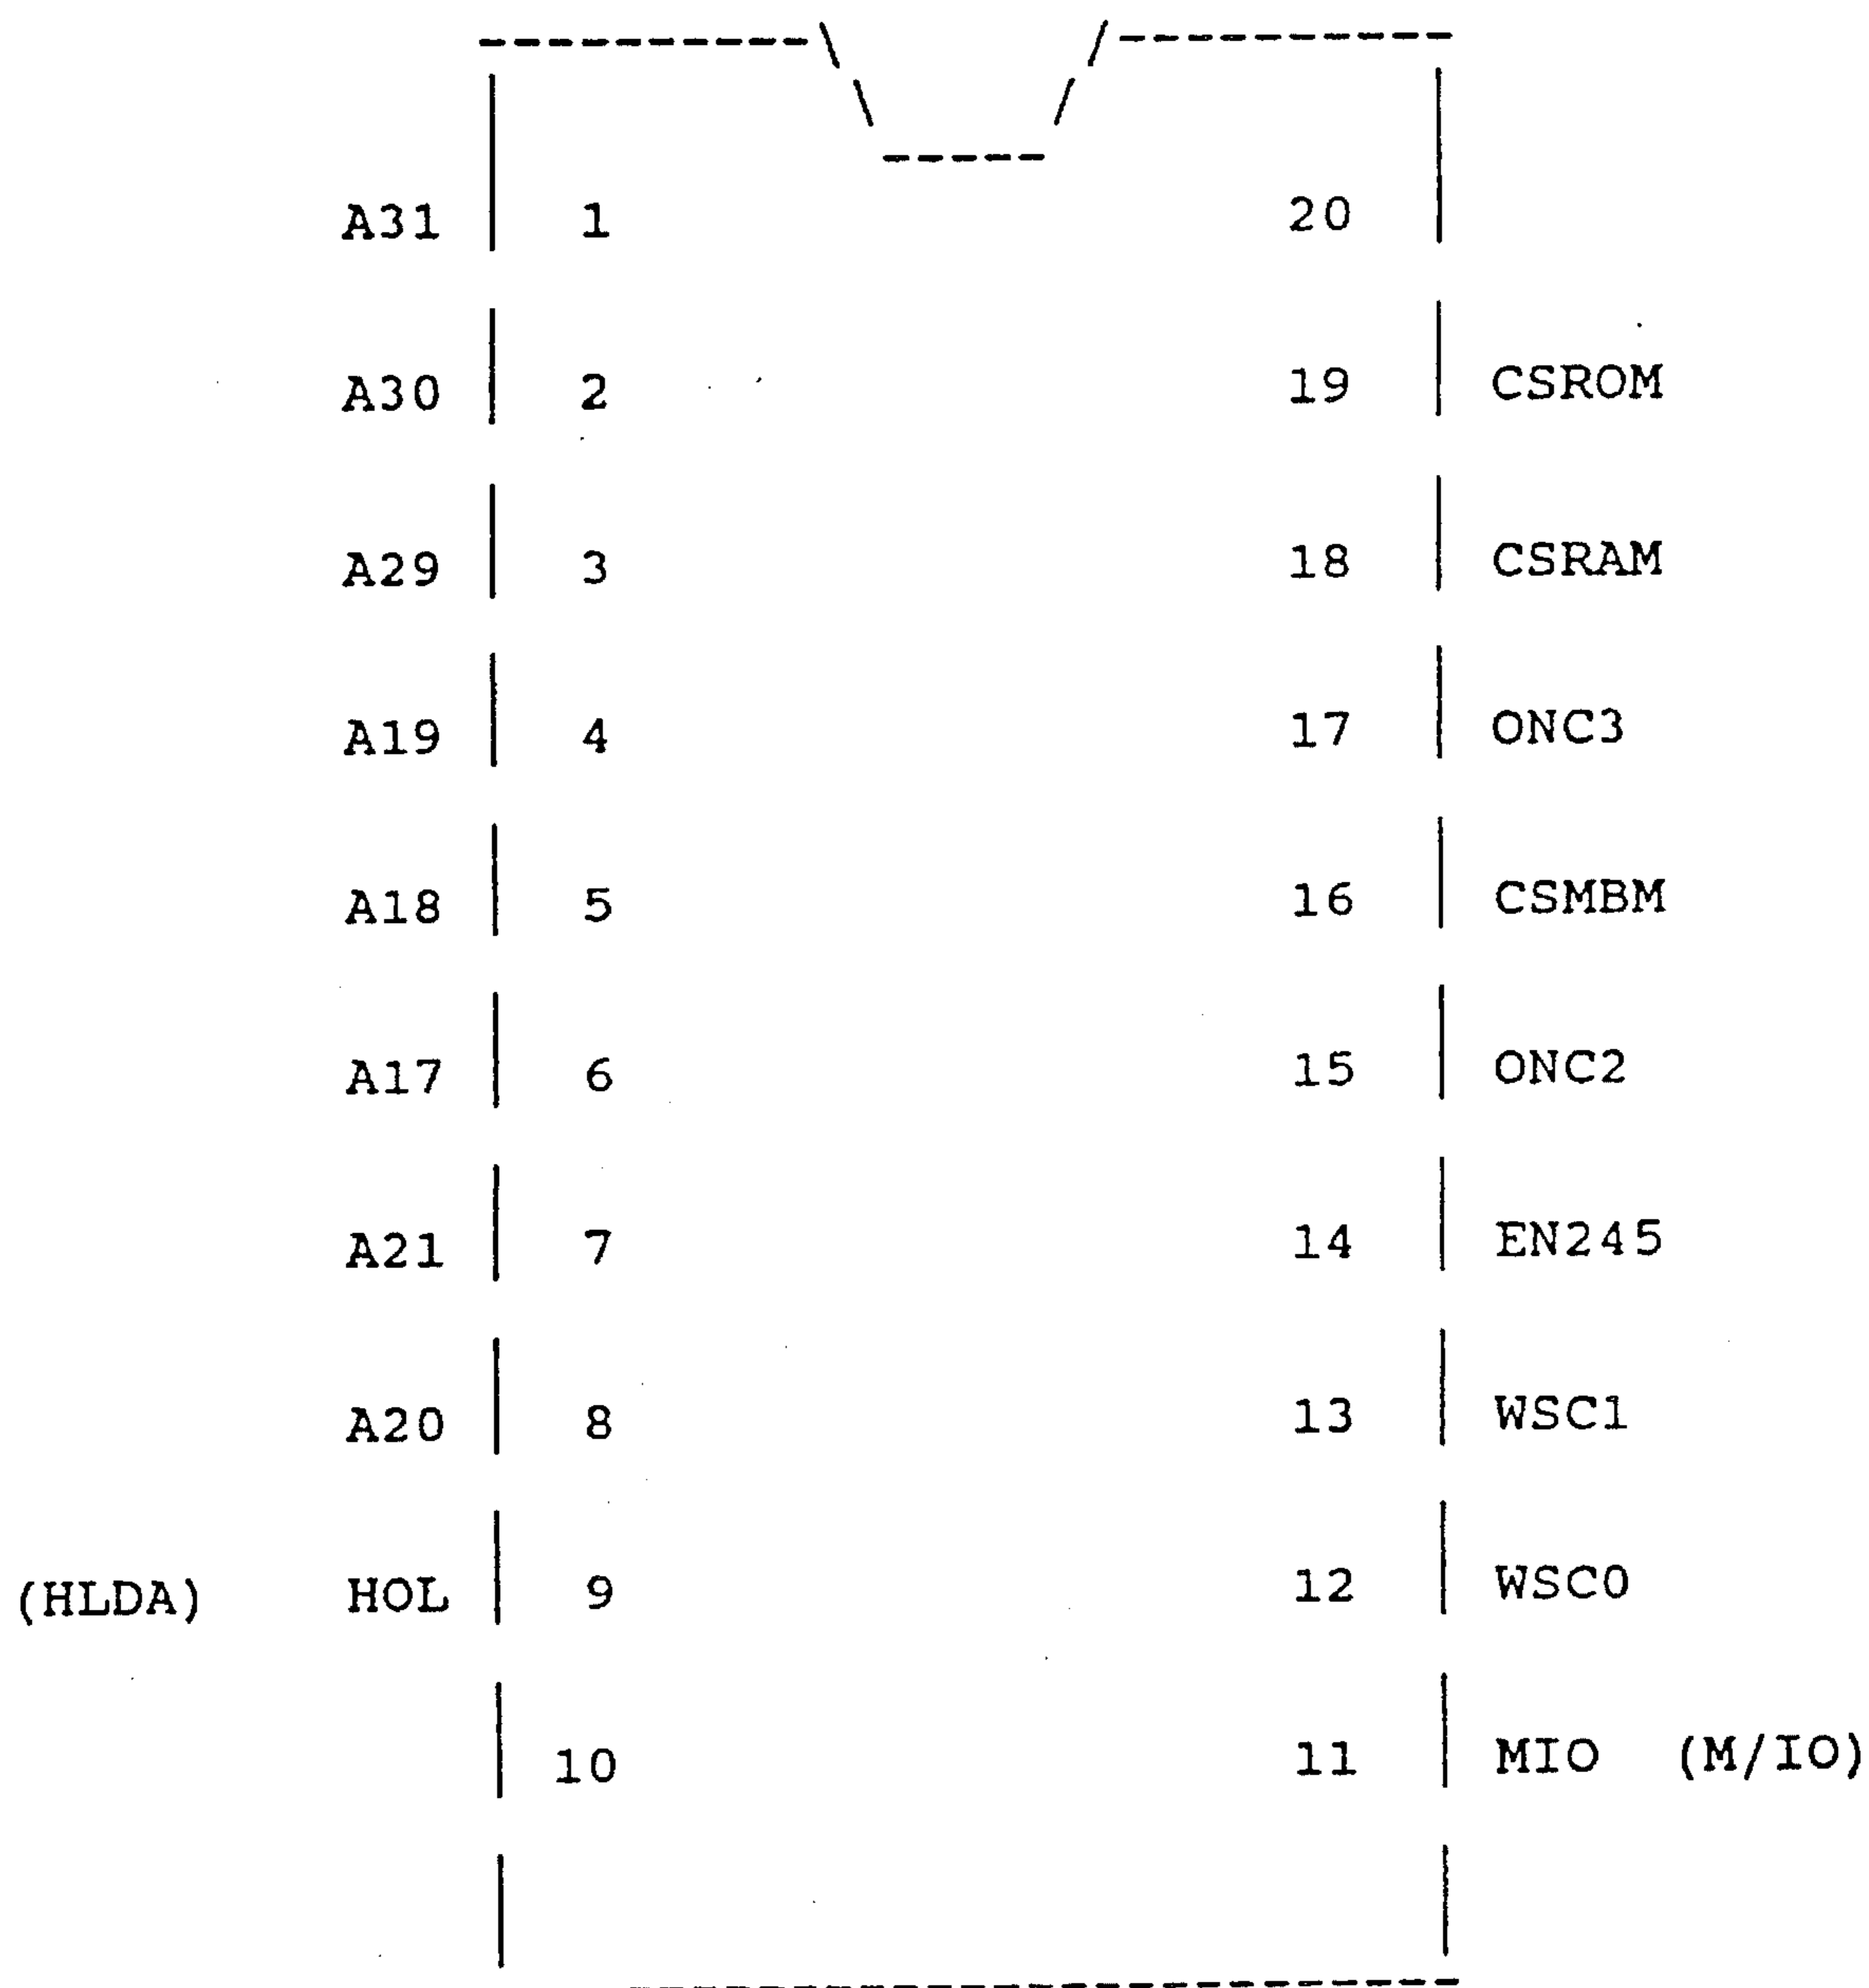 A31 1 20
A30 2 19 CSROM
A29 3 18 CSRAM
A19 4 17 ONC3
A18 5 16 CSMBM
A17 6 15 ONC2
A21 7 14 EN245
A20 8 13 WSC1
(HLDA) HOL 9 12 WSC0
10 11 MIO (M/IO)